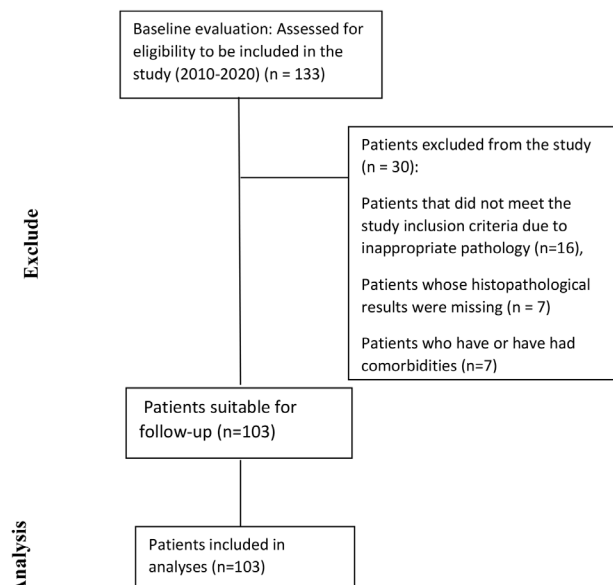 Baseline evaluation: Assessed for
eligibility to be included in the
study (2010-2020) (n = 133)
Patients excluded from the study
(n = 30):
Patients that did not meet the
study inclusion criteria due to
inappropriate pathology (n=16),
Patients whose histopathological
results were missing (n = 7)
Patients who have or have had
comorbidities (n=7)
Exclude
Patients suitable for
follow-up (n=103)
Patients included in
analyses (n=103)
Analysis